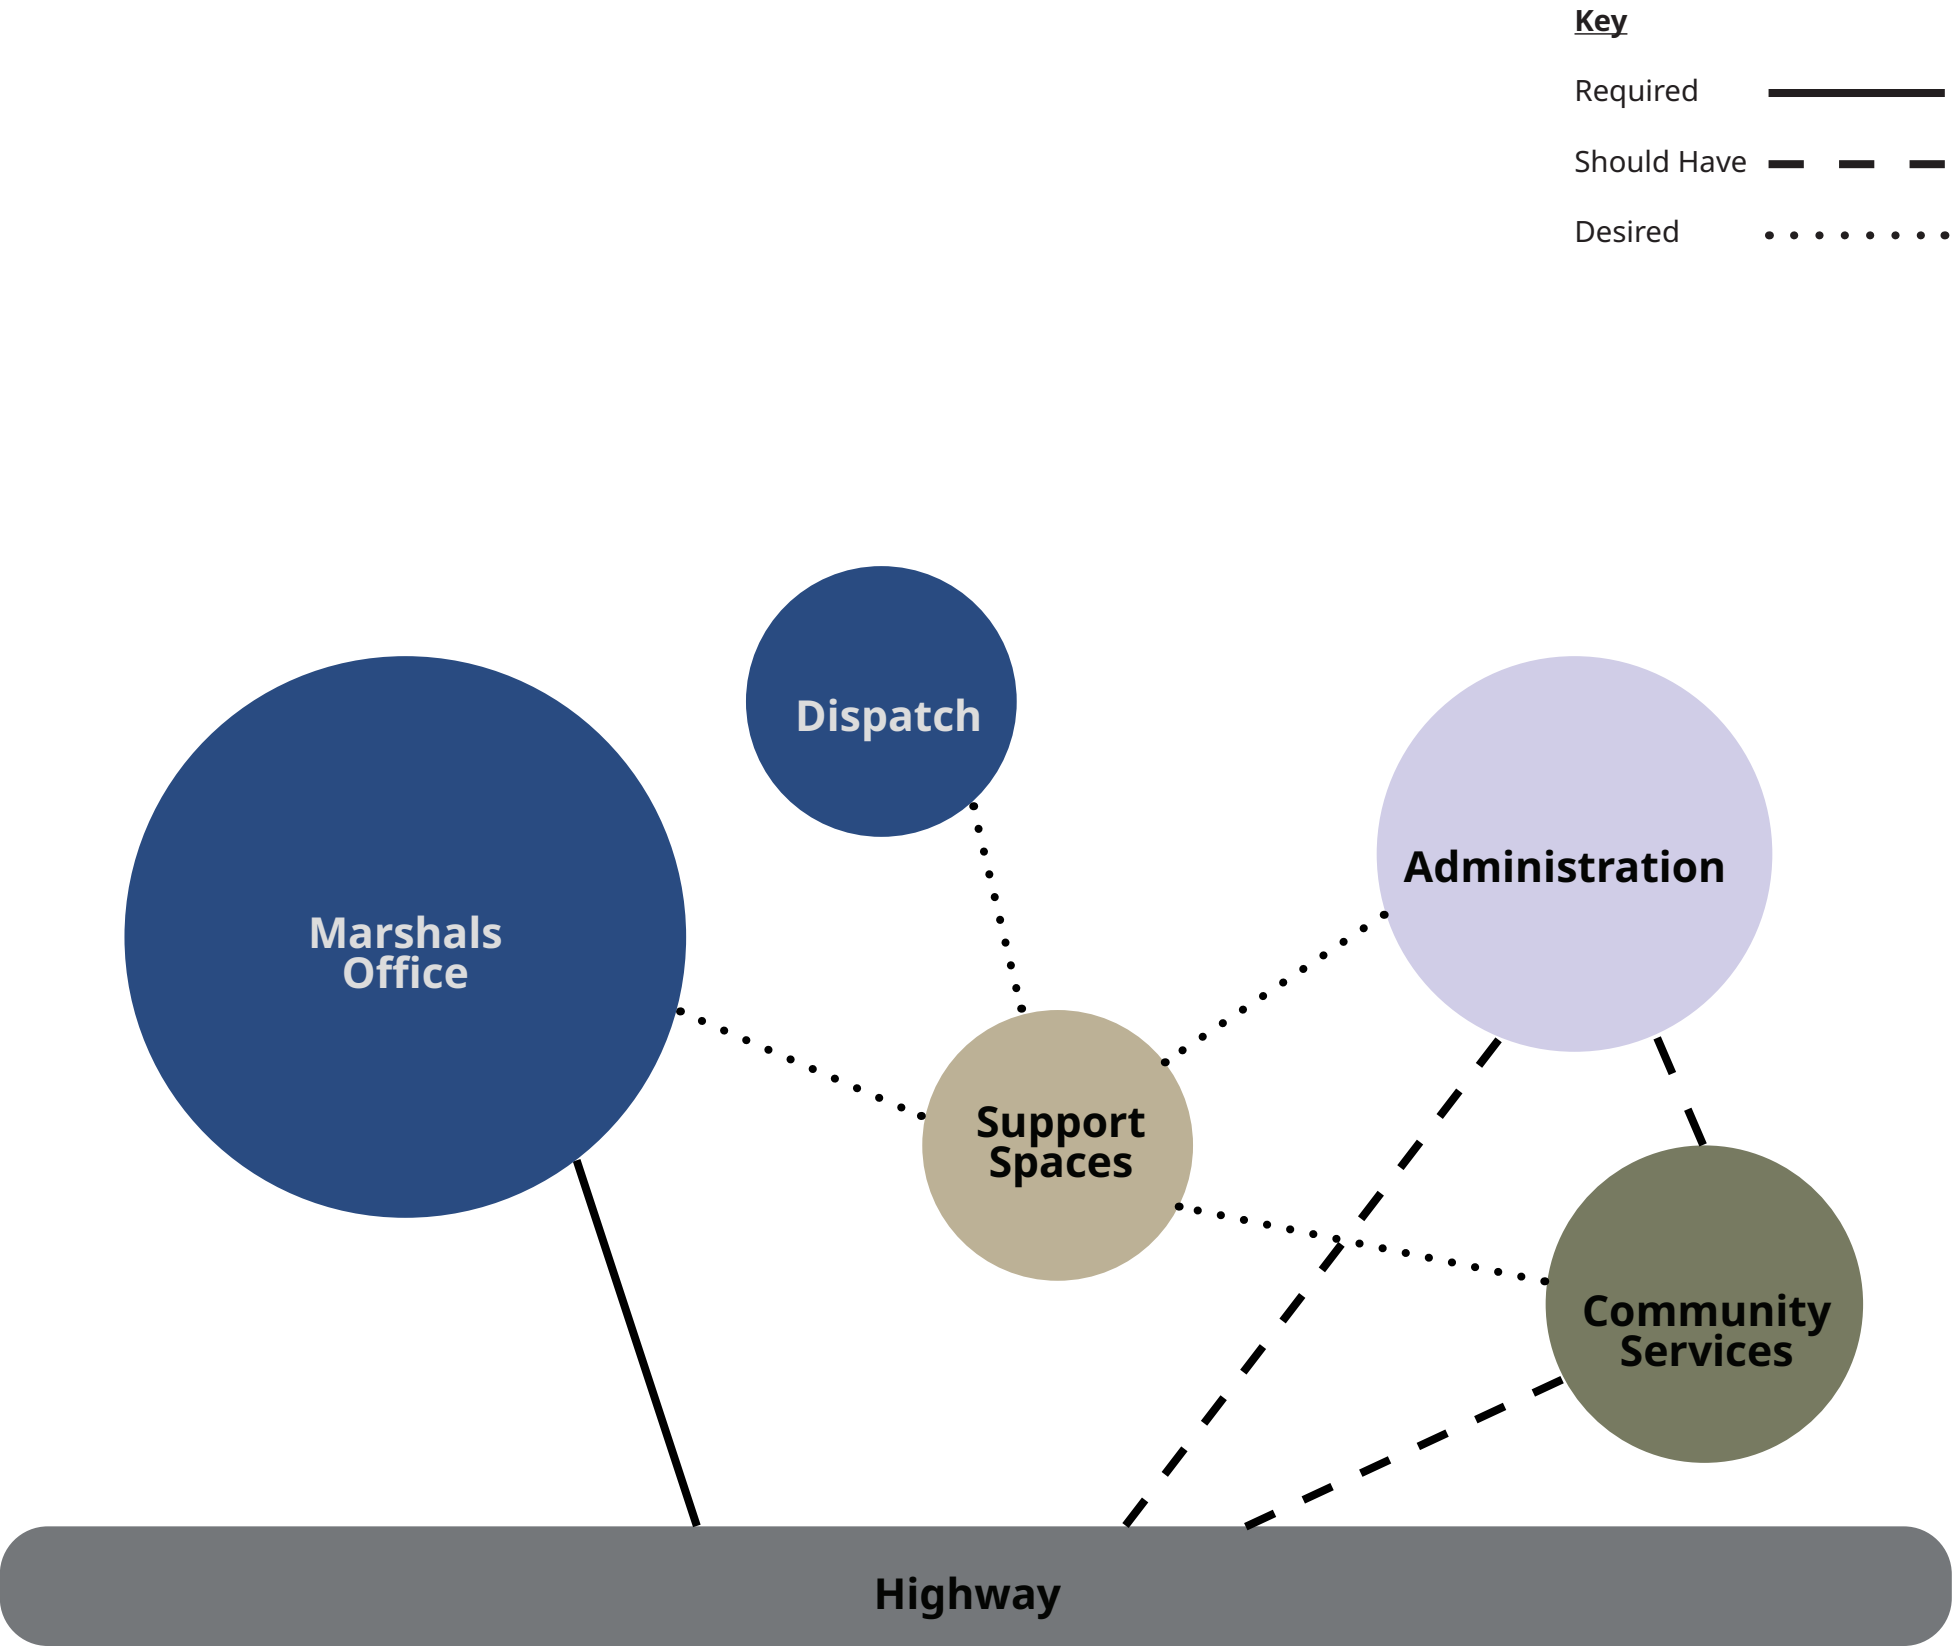 Key
Required
Should Have
Desired
Dispatch
Administration
Marshals
Office
Support
Spaces
Community
Services
Highway